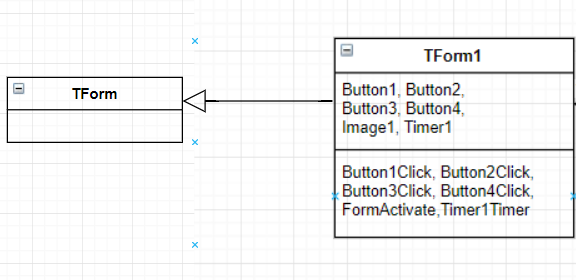 TForm
TForm1
Button1, Button2,
Button3, Button4,
Image1, Timer1
Button1Click, Button2Click,
Button3Click, Button4Click,
FormActivate,Timer1Timer